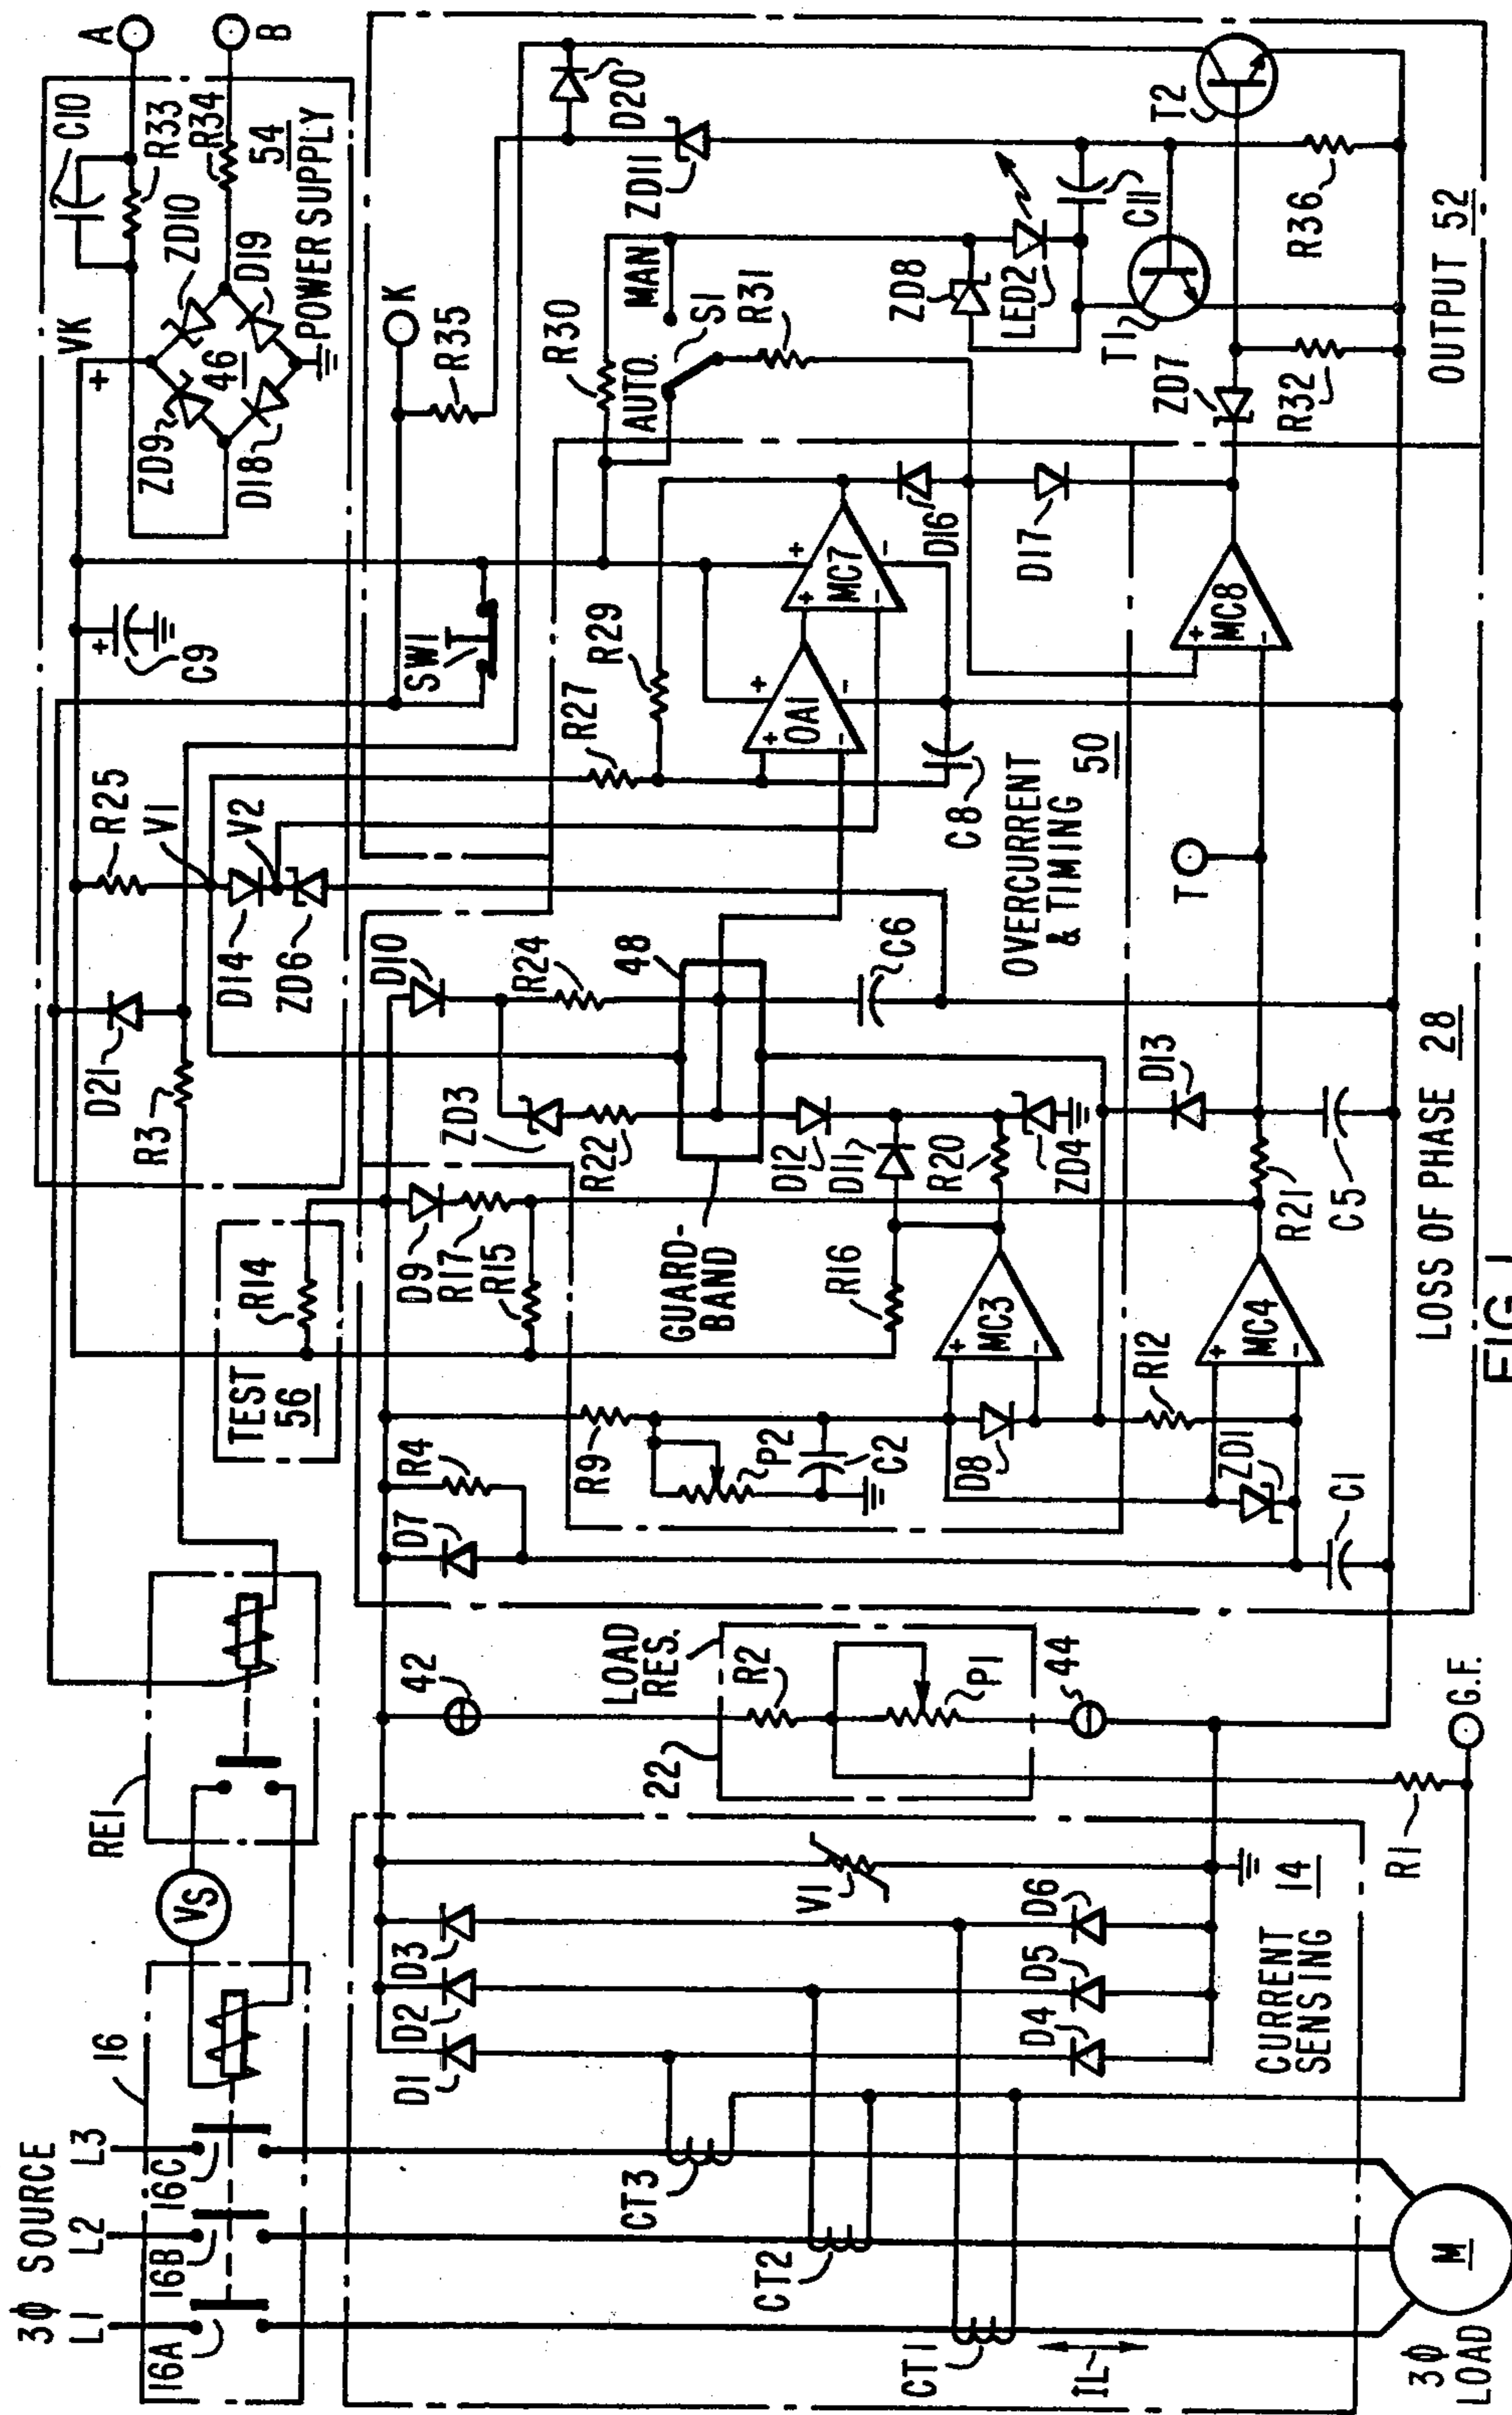 3Φ SOURCE
L1 L2 L3
16
16A
16B
16C
VS
RE1
R3
D21
R25
V1
D14
V2
ZD6
C9
+
VK
+
C10
R33
R34
A
B
ZD9
ZD10
46
D18
D19
54
POWER SUPPLY
TEST
56
R14
SW1
K
R35
D20
ZD11
R30
AUTO.
MAN
S1
R31
ZD8
LED2
C11
T1
T2
R36
R32
ZD7
OUTPUT 52
D1
D2
D3
D4
D5
D6
V1
CT3
CT2
CT1
IL
CURRENT
SENSING
14
42
LOAD
RES.
22
R2
P1
44
R1
G.F.
D7
R4
R9
P2
C2
D8
D9
R17
R15
R16
GUARD-
BAND
48
ZD3
R22
D10
R24
D12
D11
R20
ZD4
C6
MC3
+
-
R12
ZD1
C1
MC4
+
-
R21
C5
D13
T
R27
R29
OA1
+
-
+
-
MC7
+
-
+
-
C8
D16
D17
MC8
+
-
OVERCURRENT
& TIMING
50
LOSS OF PHASE 28
M
3Φ
LOAD
FIG. 1